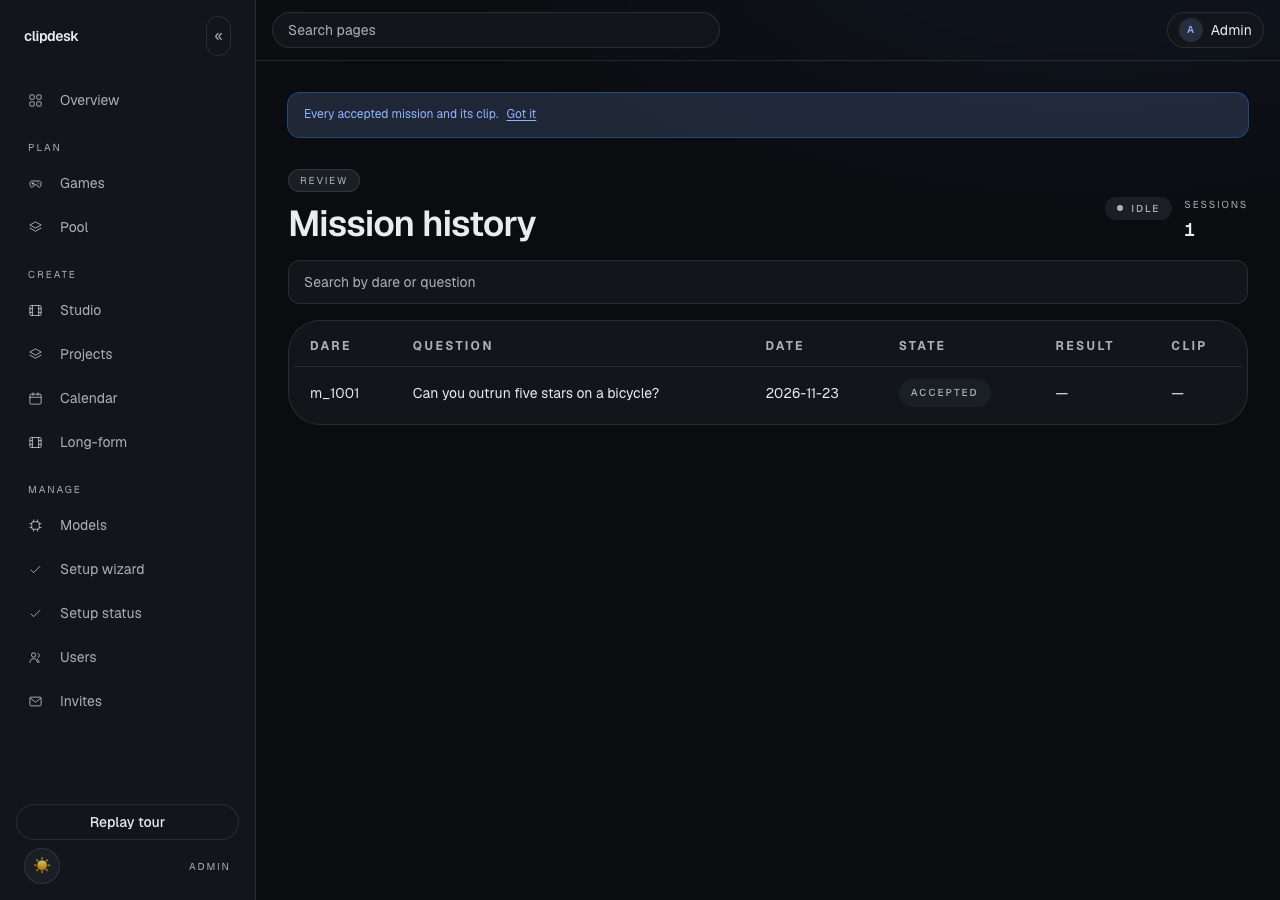 clipdesk
«
Search pages
A Admin
Overview
PLAN
Games
Pool
CREATE
Studio
Projects
Calendar
Long-form
MANAGE
Models
Setup wizard
Setup status
Users
Invites
Replay tour
ADMIN
Every accepted mission and its clip. Got it
REVIEW
Mission history
IDLE
SESSIONS
1
Search by dare or question
DARE QUESTION DATE STATE RESULT CLIP
m_1001 Can you outrun five stars on a bicycle? 2026-11-23 ACCEPTED — —